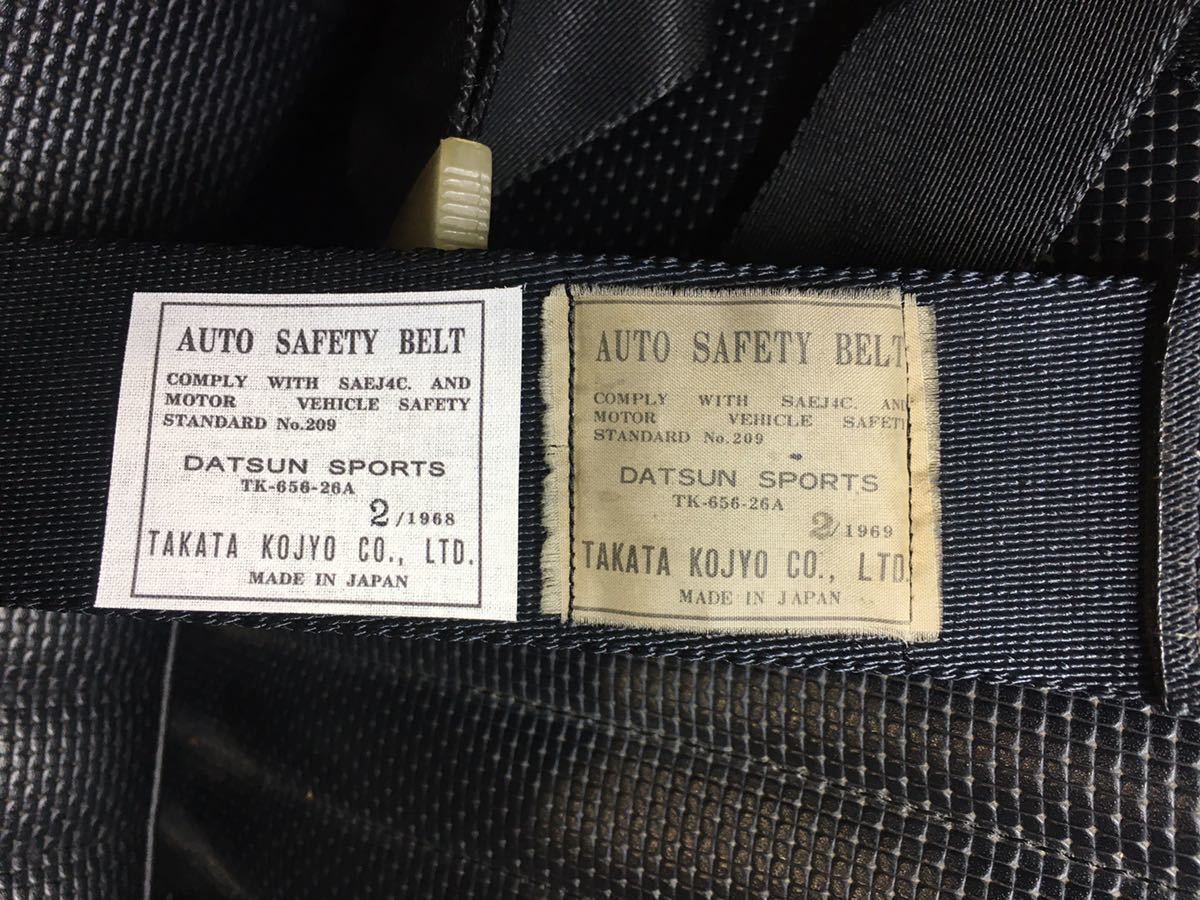 AUTO SAFETY BELT
COMPLY WITH SAEJ4C. AND
MOTOR VEHICLE SAFETY
STANDARD No.209
DATSUN SPORTS
TK-656-26A
2/1968
TAKATA KOJYO CO., LTD.
MADE IN JAPAN
AUTO SAFETY BELT
COMPLY WITH SAEJ4C. AND
MOTOR VEHICLE SAFETY
STANDARD No.209
DATSUN SPORTS
TK-656-26A
2/1969
TAKATA KOJYO CO., LTD.
MADE IN JAPAN